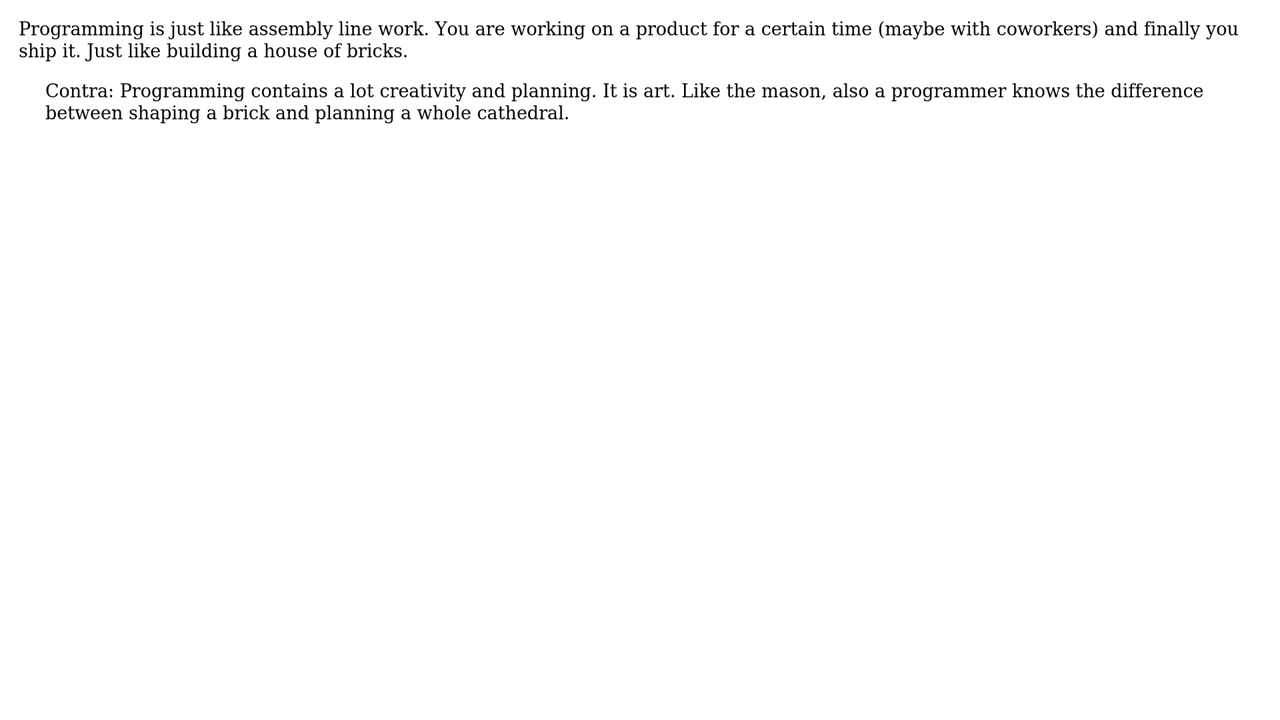 Programming is just like assembly line work. You are working on a product for a certain time (maybe with coworkers) and finally you
ship it. Just like building a house of bricks.
Contra: Programming contains a lot creativity and planning. It is art. Like the mason, also a programmer knows the difference
between shaping a brick and planning a whole cathedral.